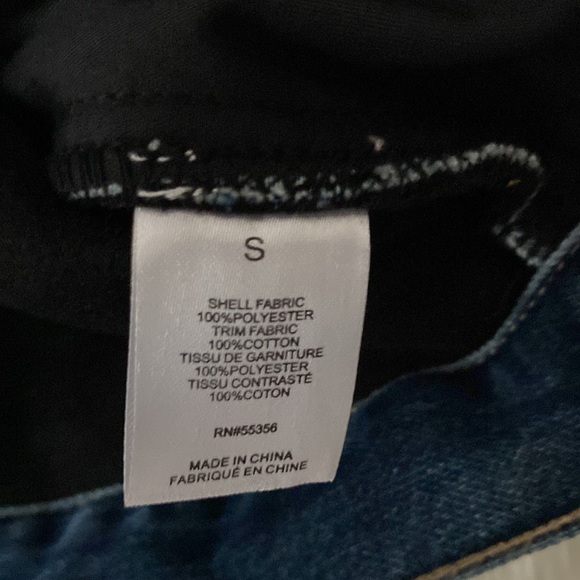 S
SHELL FABRIC
100%POLYESTER
TRIM FABRIC
100%COTTON
TISSU DE GARNITURE
100%POLYESTER
TISSU CONTRASTÉ
100%COTON
RN#55356
MADE IN CHINA
FABRIQUÉ EN CHINE